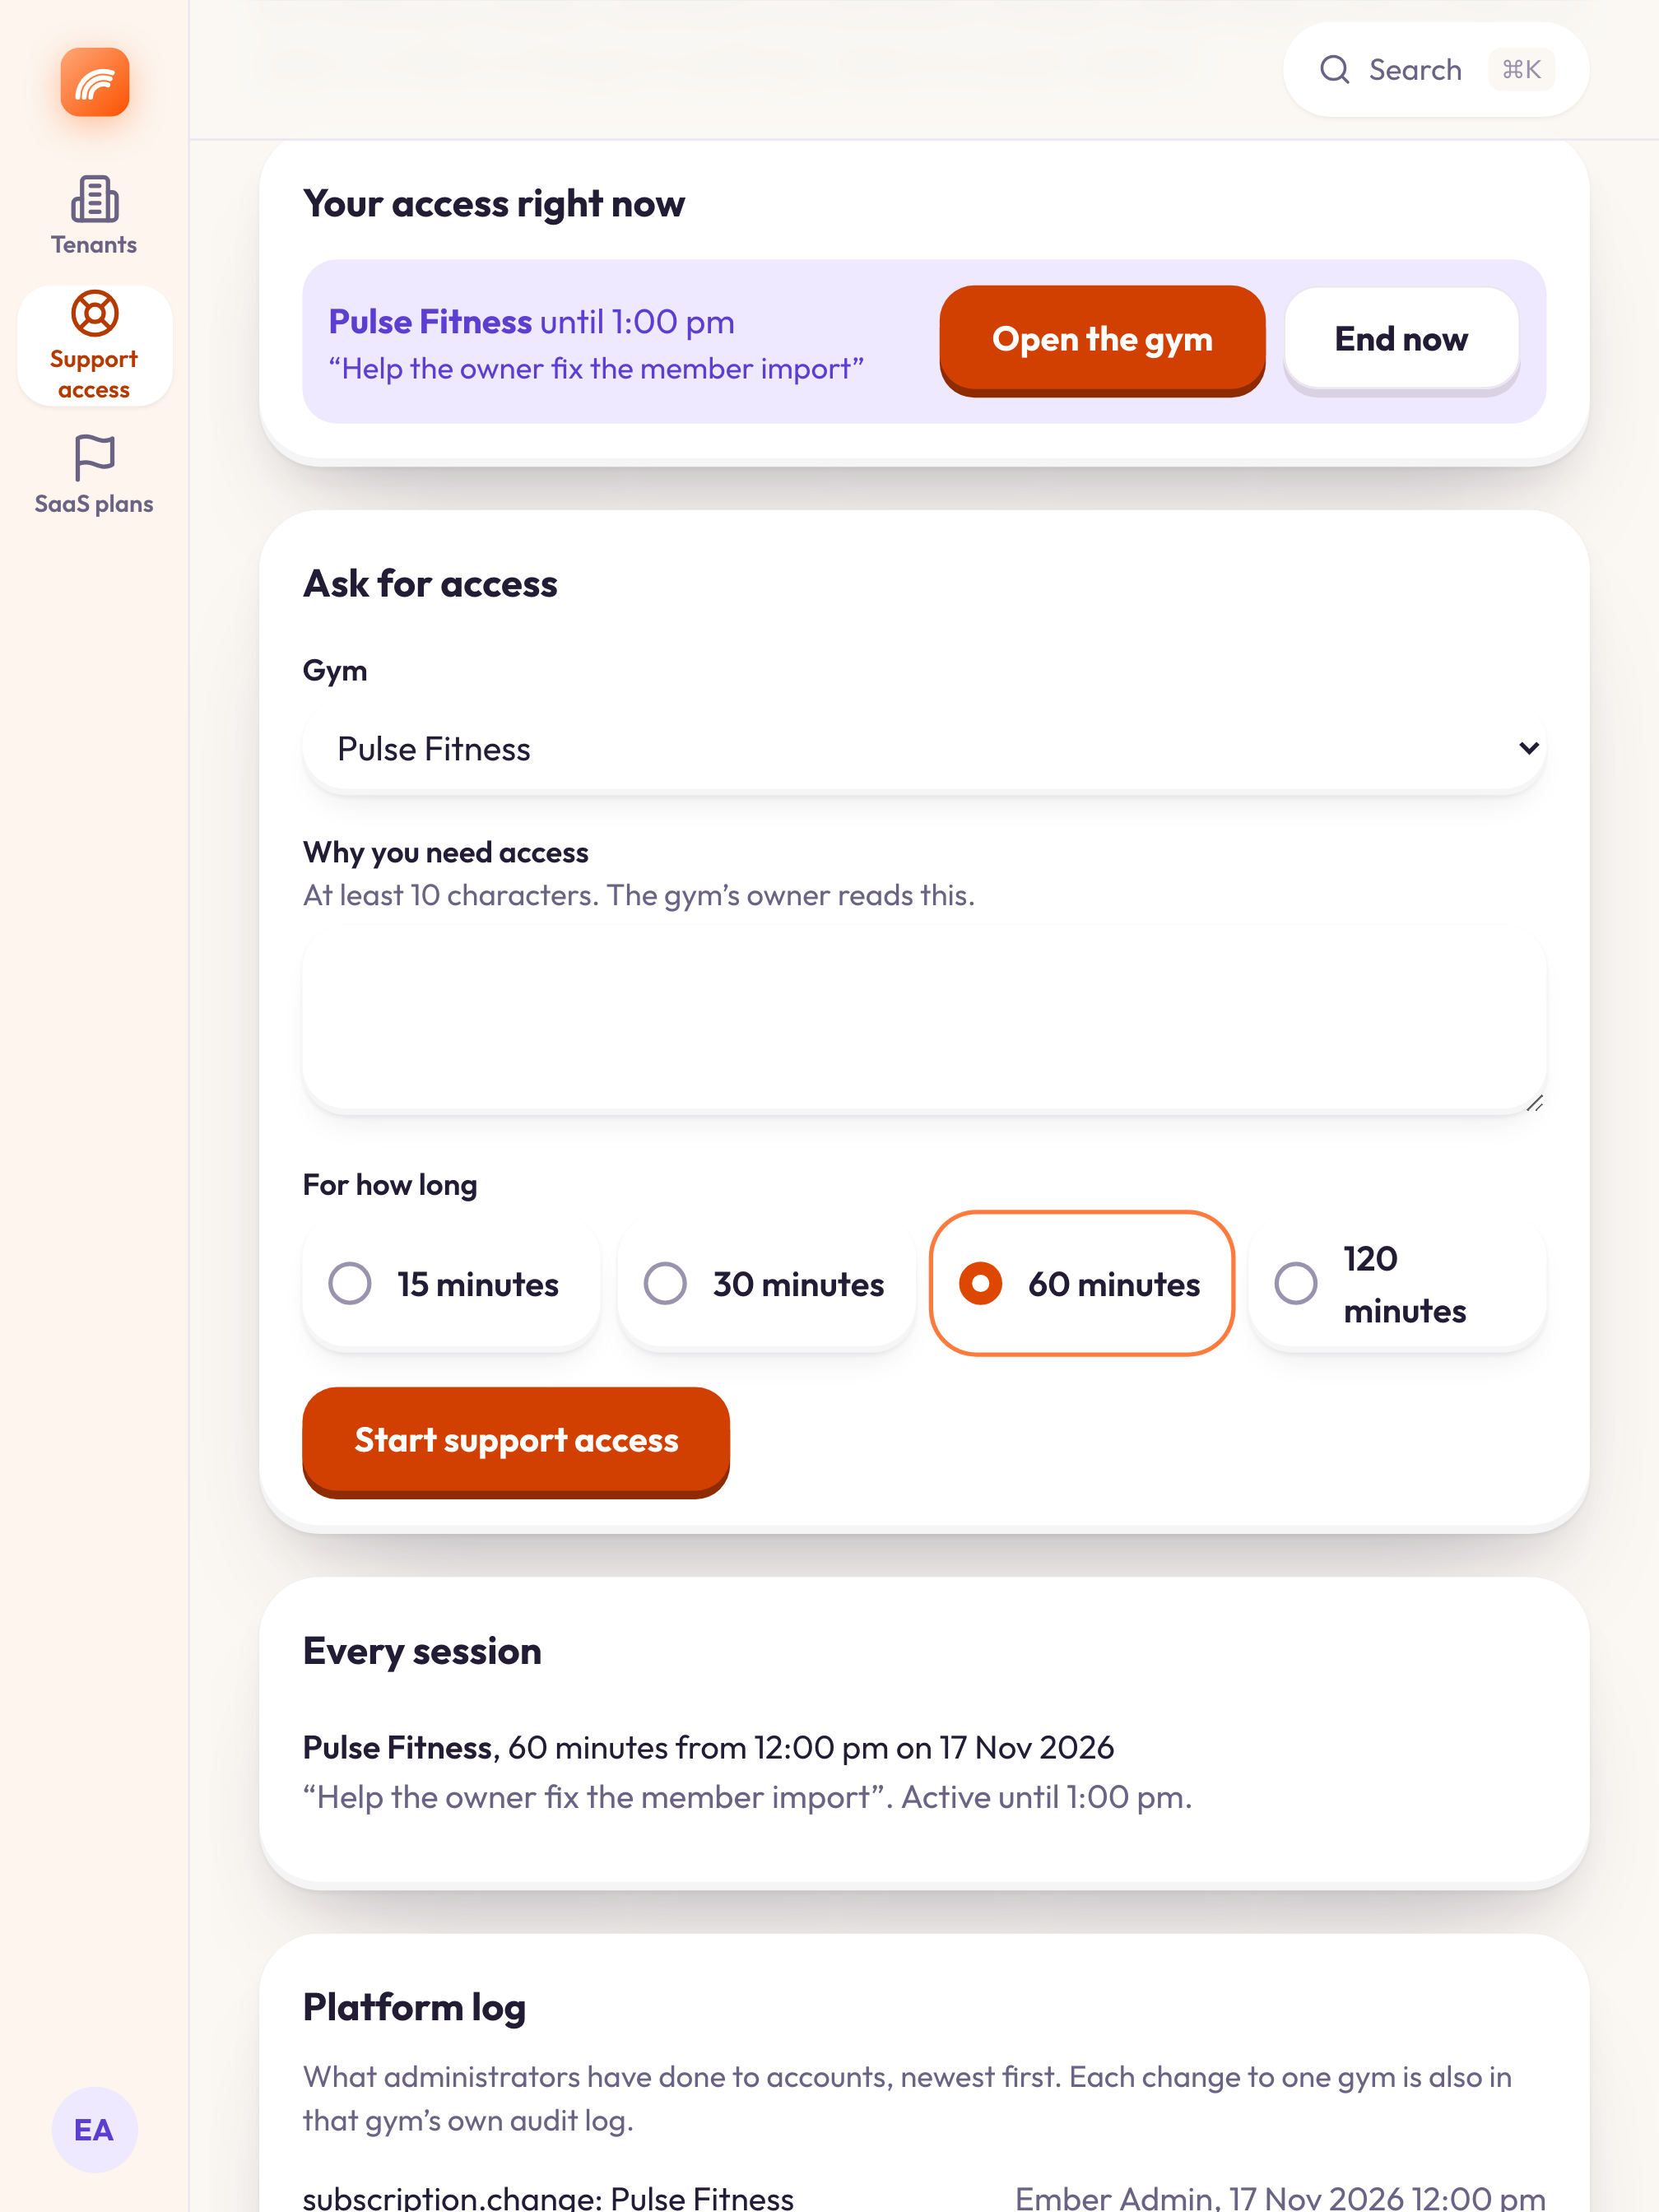 Search ⌘K
Tenants
Support
access
SaaS plans
EA
Your access right now
Pulse Fitness until 1:00 pm
“Help the owner fix the member import”
Open the gym
End now
Ask for access
Gym
Pulse Fitness
Why you need access
At least 10 characters. The gym’s owner reads this.
For how long
15 minutes
30 minutes
60 minutes
120
minutes
Start support access
Every session
Pulse Fitness, 60 minutes from 12:00 pm on 17 Nov 2026
“Help the owner fix the member import”. Active until 1:00 pm.
Platform log
What administrators have done to accounts, newest first. Each change to one gym is also in
that gym’s own audit log.
subscription.change: Pulse Fitness
Ember Admin, 17 Nov 2026 12:00 pm